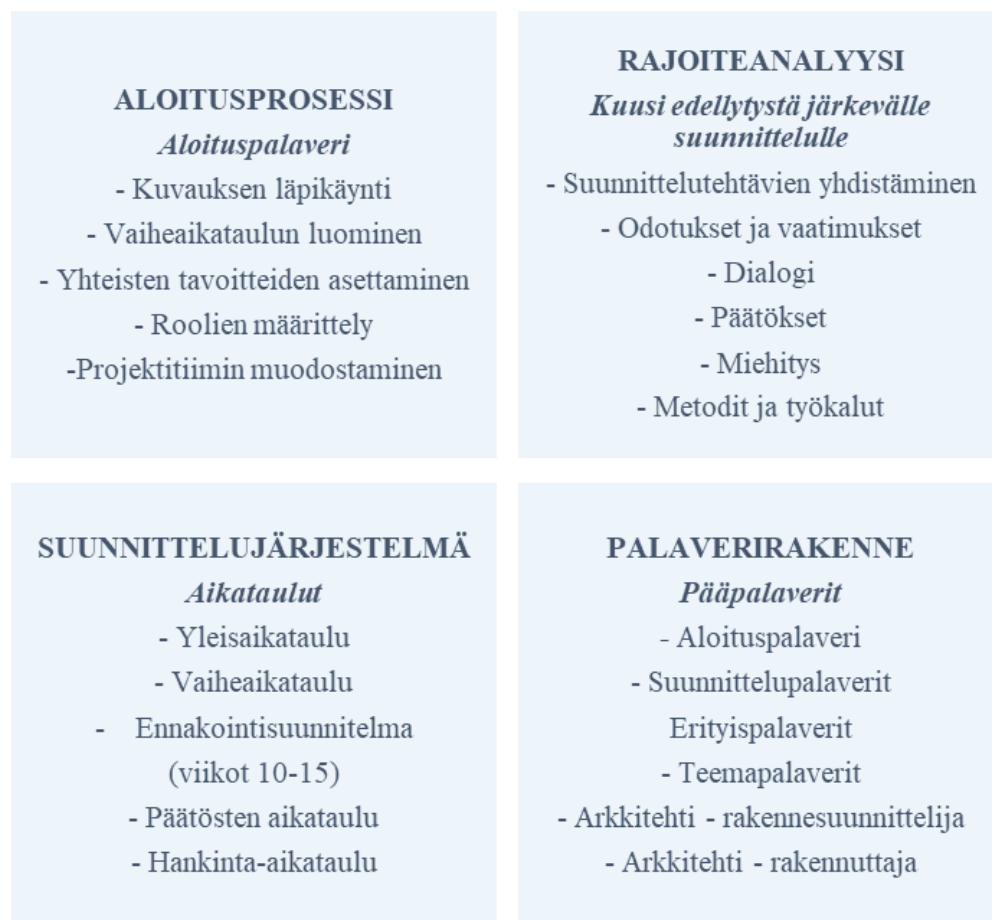 ALOITUSPROSESSI
Aloituspalaveri
- Kuvauksen läpikäynti
- Vaiheaikataulun luominen
- Yhteisten tavoitteiden asettaminen
- Roolien määrittely
-Projektitiimin muodostaminen
RAJOITEANALYYSI
Kuusi edellytystä järkevälle
suunnittelulle
- Suunnittelutehtävien yhdistäminen
- Odotukset ja vaatimukset
- Dialogi
- Päätökset
- Miehitys
- Metodit ja työkalut
SUUNNITTELUJÄRJESTELMÄ
Aikataulut
- Yleisaikataulu
- Vaiheaikataulu
- Ennakointisuunnitelma
(viikot 10-15)
- Päätösten aikataulu
- Hankinta-aikataulu
PALAVERIRAKENNE
Pääpalaverit
- Aloituspalaveri
- Suunnittelupalaverit
Erityispalaverit
- Teemapalaverit
- Arkkitehti - rakennesuunnittelija
- Arkkitehti - rakennuttaja